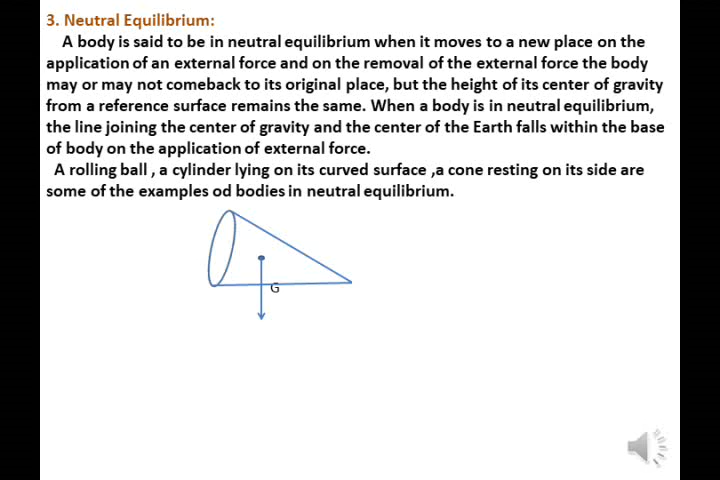 3. Neutral Equilibrium:
A body is said to be in neutral equilibrium when it moves to a new place on the
application of an external force and on the removal of the external force the body
may or may not comeback to its original place, but the height of its center of gravity
from a reference surface remains the same. When a body is in neutral equilibrium,
the line joining the center of gravity and the center of the Earth falls within the base
of body on the application of external force.
A rolling ball , a cylinder lying on its curved surface ,a cone resting on its side are
some of the examples od bodies in neutral equilibrium.
G